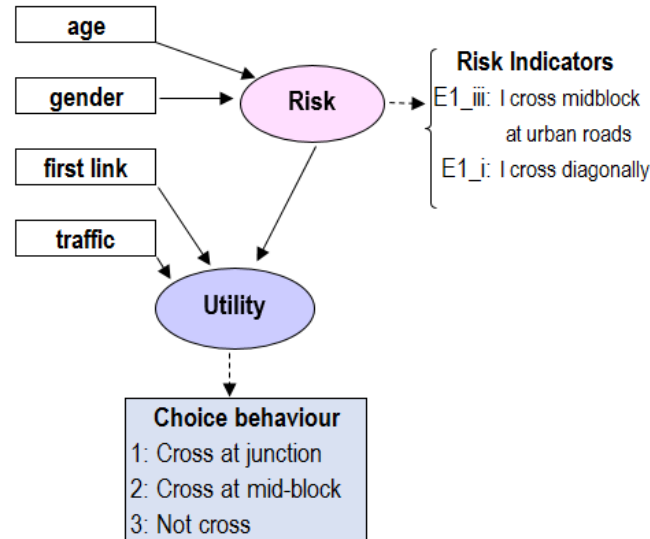 age
gender
first link
traffic
Risk
Risk Indicators
E1_iii: I cross midblock
at urban roads
E1_i: I cross diagonally
Utility
Choice behaviour
1: Cross at junction
2: Cross at mid-block
3: Not cross